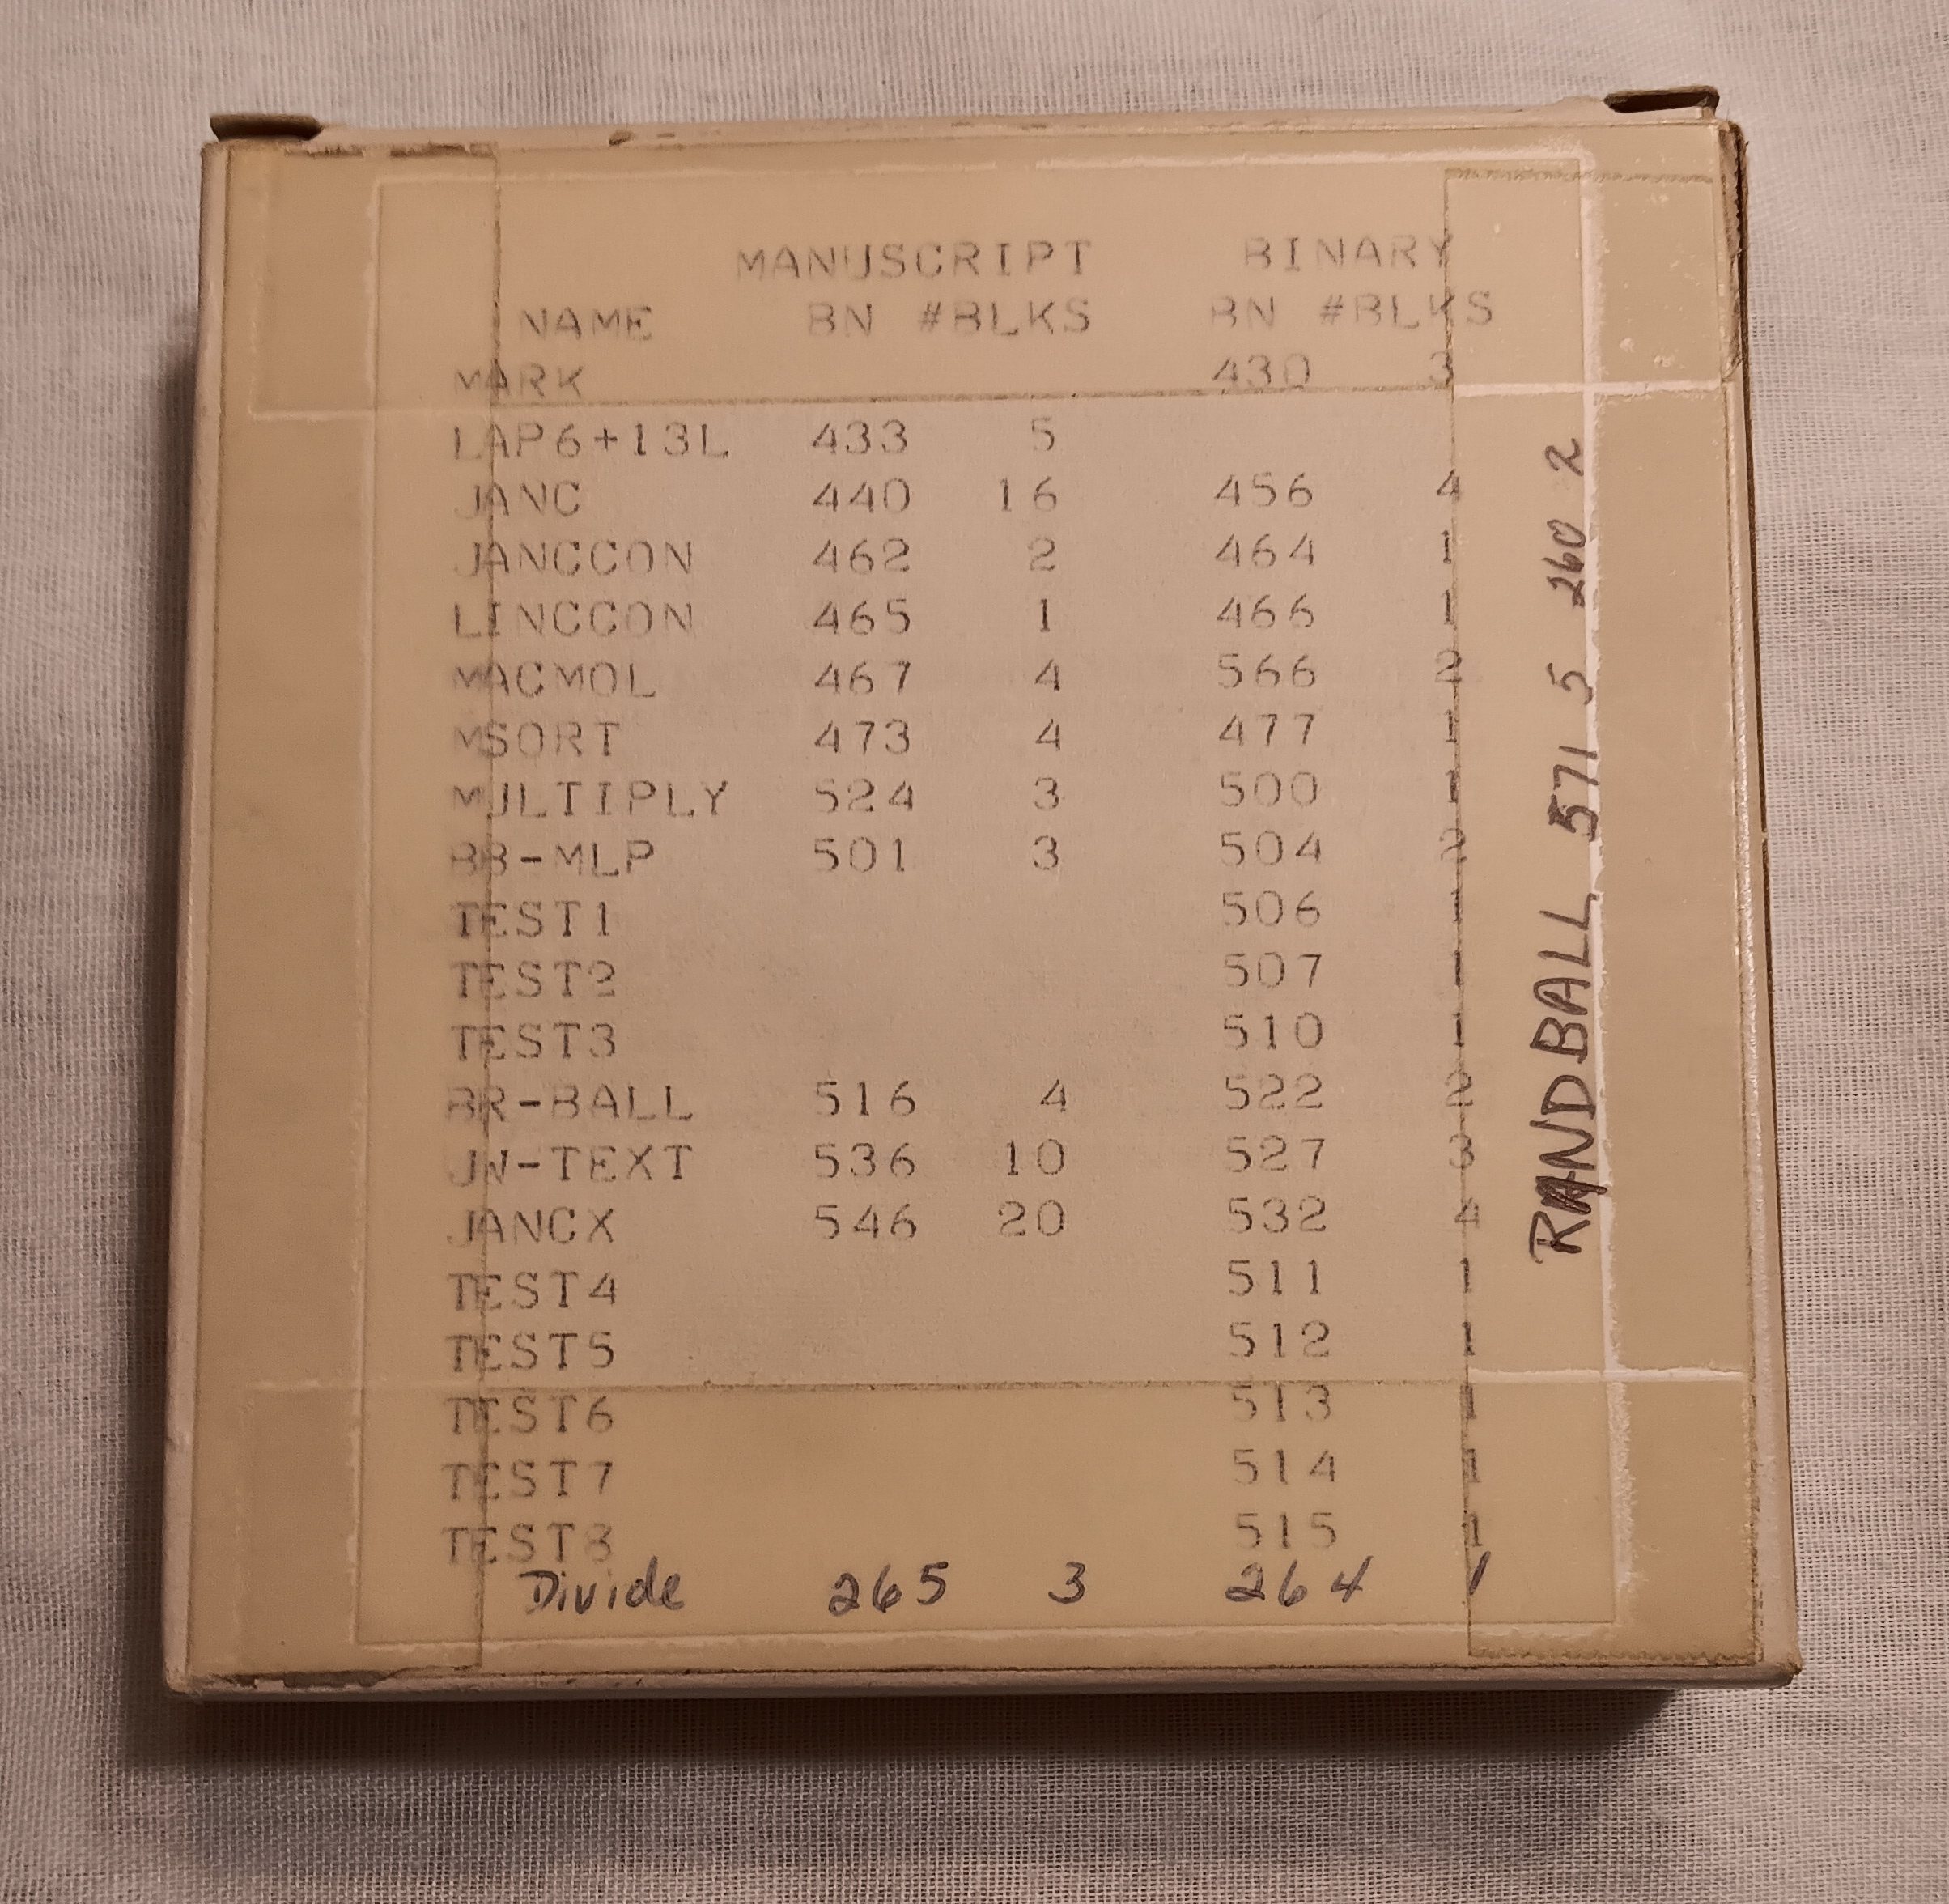 MANUSCRIPT BINARY
NAME BN #BLKS BN #BLKS
MARK 430 3
LAP6+13L 433 5
JANC 440 16 456 4
JANCCON 462 2 464 1
LINCCON 465 1 466 1
MACMOL 467 4 566 2
MSORT 473 4 477 1
MULTIPLY 524 3 500 1
BB-MLP 501 3 504 2
TEST1 506 1
TEST2 507 1
TEST3 510 1
BR-BALL 516 4 522 2
JW-TEXT 536 10 527 3
JANCX 546 20 532 4
TEST4 511 1
TEST5 512 1
TEST6 513 1
TEST7 514 1
TEST8 515 1
Divide 265 3 264 1
RANDBALL 571 5 260 2